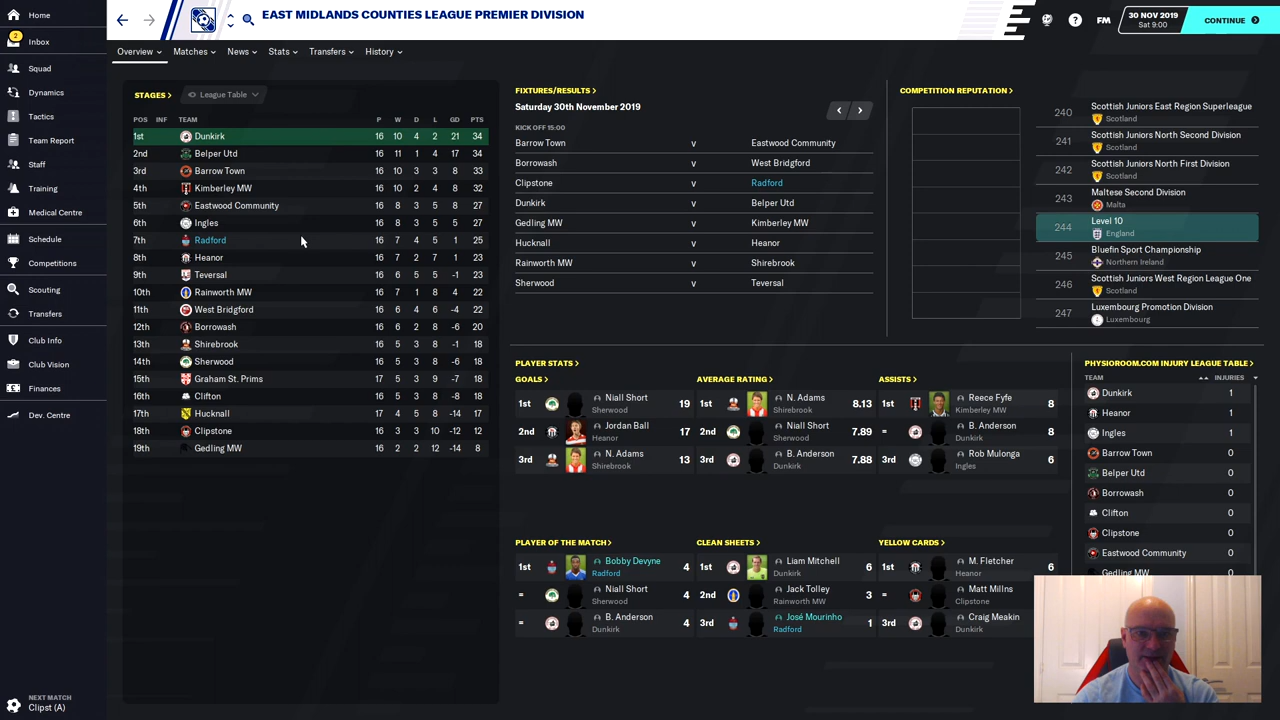 Home
2
Inbox
Squad
Dynamics
Tactics
Team Report
Staff
Training
Medical Centre
Schedule
Competitions
Scouting
Transfers
Club Info
Club Vision
Finances
Dev. Centre
NEXT MATCH
Clipst (A)
EAST MIDLANDS COUNTIES LEAGUE PREMIER DIVISION
? FM
30 NOV 2019
Sat 9:00
CONTINUE
Overview Matches News Stats Transfers History
STAGES > League Table
POS INF TEAM P W D L GD PTS
1st Dunkirk 16 10 4 2 21 34
2nd Belper Utd 16 11 1 4 17 34
3rd Barrow Town 16 10 3 3 8 33
4th Kimberley MW 16 10 2 4 8 32
5th Eastwood Community 16 8 3 5 8 27
6th Ingles 16 8 3 5 5 27
7th Radford 16 7 4 5 1 25
8th Heanor 16 7 2 7 1 23
9th Teversal 16 6 5 5 -1 23
10th Rainworth MW 16 7 1 8 4 22
11th West Bridgford 16 6 4 6 -4 22
12th Borrowash 16 6 2 8 -6 20
13th Shirebrook 16 5 3 8 -1 18
14th Sherwood 16 5 3 8 -6 18
15th Graham St. Prims 17 5 3 9 -7 18
16th Clifton 16 5 3 8 -8 18
17th Hucknall 17 4 5 8 -14 17
18th Clipstone 16 3 3 10 -12 12
19th Gedling MW 16 2 2 12 -14 8
FIXTURES/RESULTS >
Saturday 30th November 2019
KICK OFF 15:00
Barrow Town v Eastwood Community
Borrowash v West Bridgford
Clipstone v Radford
Dunkirk v Belper Utd
Gedling MW v Kimberley MW
Hucknall v Heanor
Rainworth MW v Shirebrook
Sherwood v Teversal
COMPETITION REPUTATION >
240 Scottish Juniors East Region Superleague
Scotland
241 Scottish Juniors North Second Division
Scotland
242 Scottish Juniors North First Division
Scotland
243 Maltese Second Division
Malta
244 Level 10
England
245 Bluefin Sport Championship
Northern Ireland
246 Scottish Juniors West Region League One
Scotland
247 Luxembourg Promotion Division
Luxembourg
PLAYER STATS >
GOALS >
1st Niall Short 19
Sherwood
2nd Jordan Ball 17
Heanor
3rd N. Adams 13
Shirebrook
AVERAGE RATING >
1st N. Adams 8.13
Shirebrook
2nd Niall Short 7.89
Sherwood
3rd B. Anderson 7.88
Dunkirk
ASSISTS >
1st Reece Fyfe 8
Kimberley MW
= B. Anderson 8
Dunkirk
3rd Rob Mulonga 6
Ingles
PLAYER OF THE MATCH >
1st Bobby Devyne 4
Radford
= Niall Short 4
Sherwood
= B. Anderson 4
Dunkirk
CLEAN SHEETS >
1st Liam Mitchell 6
Dunkirk
2nd Jack Tolley 3
Rainworth MW
3rd José Mourinho 1
Radford
YELLOW CARDS >
1st M. Fletcher 6
Heanor
= Matt Millns
Clipstone
3rd Craig Meakin
Dunkirk
PHYSIOROOM.COM INJURY LEAGUE TABLE >
TEAM INJURIES
Dunkirk 1
Heanor 1
Ingles 1
Barrow Town 0
Belper Utd 0
Borrowash 0
Clifton 0
Clipstone 0
Eastwood Community 0
Gedling MW 0